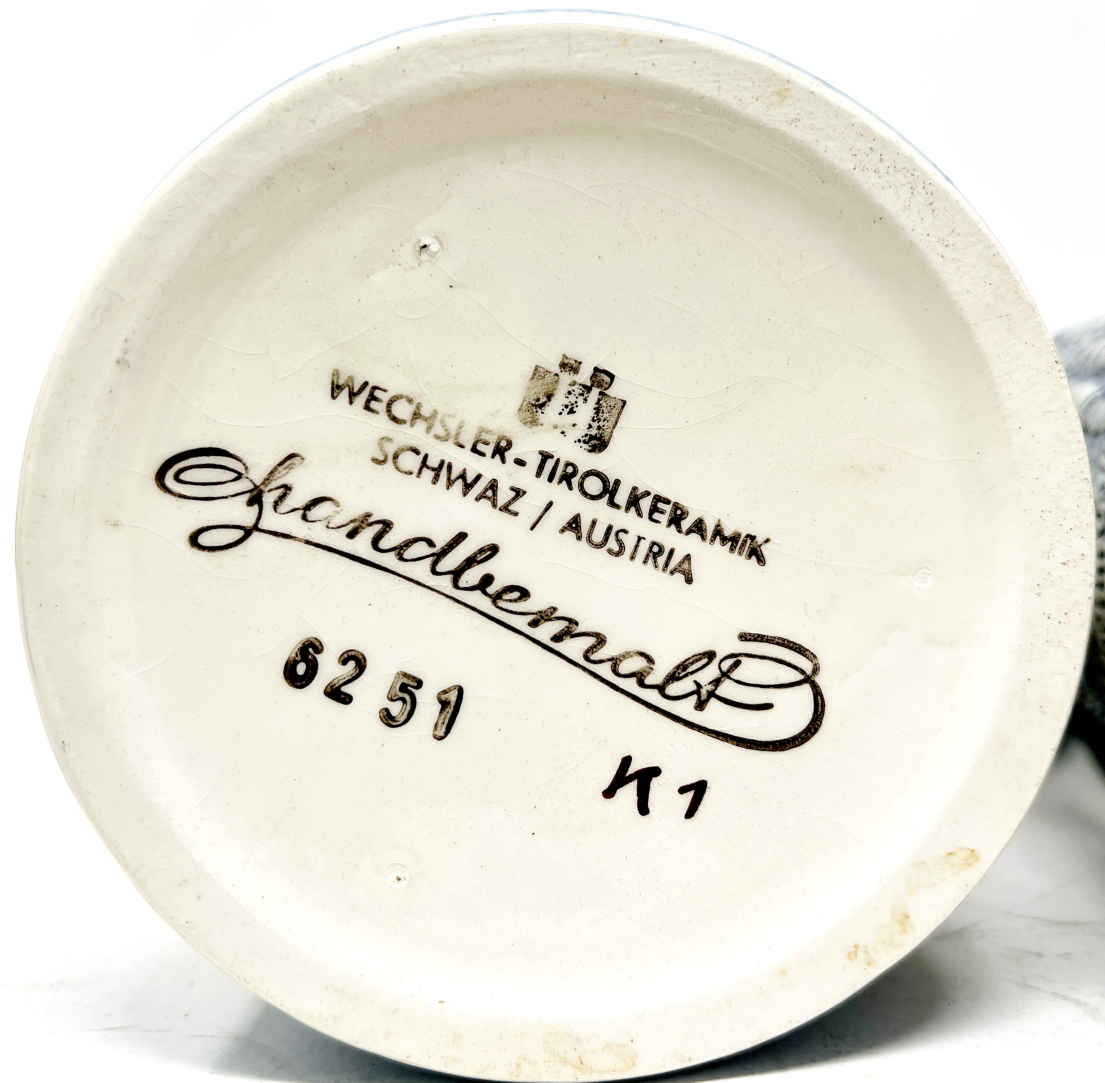 WECHSLER-TIROLKERAMIK
SCHWAZ / AUSTRIA
handbemalt
6251
K1